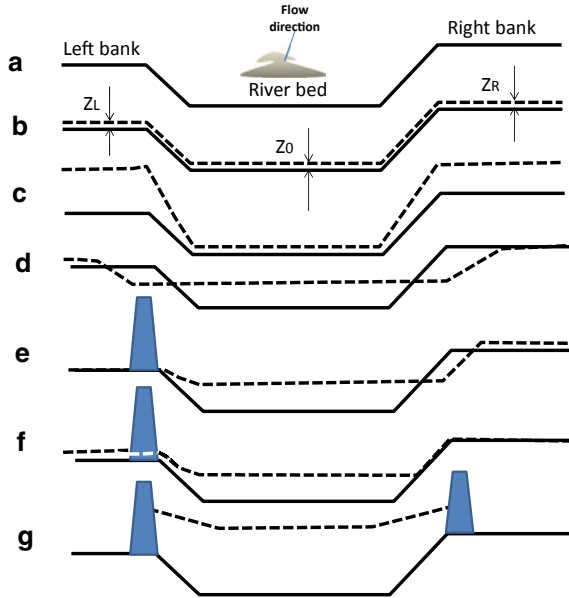 Flow
direction
Left bank
Right bank
a
River bed
ZL
ZR
b
Z0
c
d
e
f
g